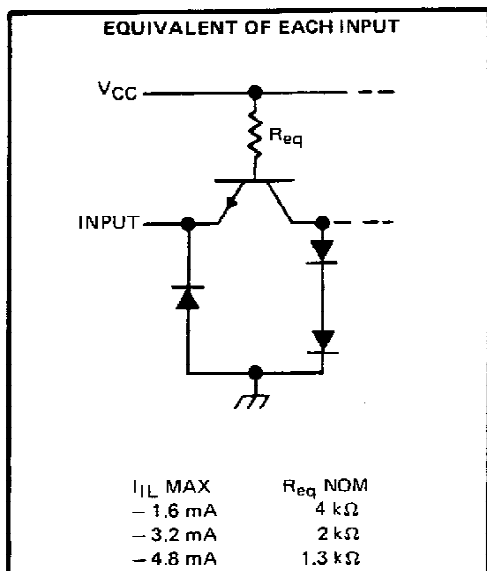 EQUIVALENT OF EACH INPUT
VCC
Req
INPUT
IIL MAX Req NOM
– 1.6 mA 4 kΩ
– 3.2 mA 2 kΩ
– 4.8 mA 1.3 kΩ